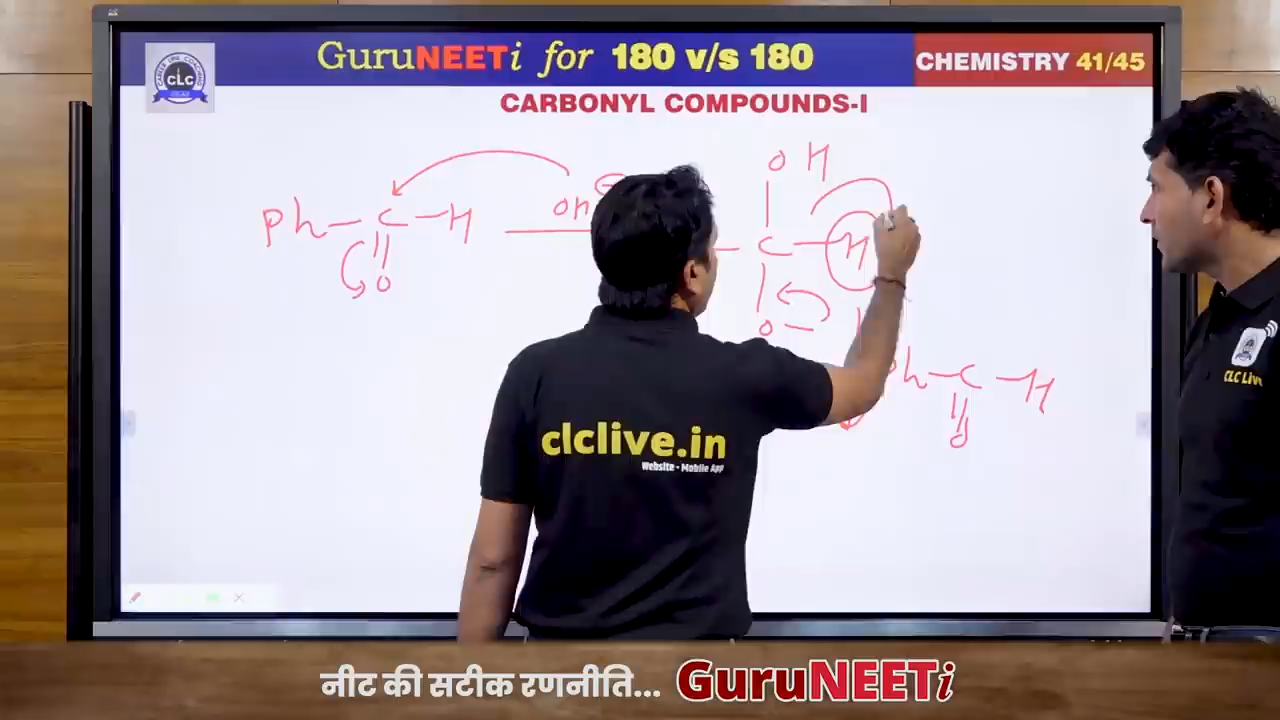 GuruNEETi for 180 v/s 180
CHEMISTRY 41/45
CLC
CARBONYL COMPOUNDS-I
OH
Ph-C-H
OH⊖
C-H
O
O-
Ph-C-H
O
clclive.in
Website - Mobile App
CLC Live
नीट की सटीक रणनीति... GuruNEETi